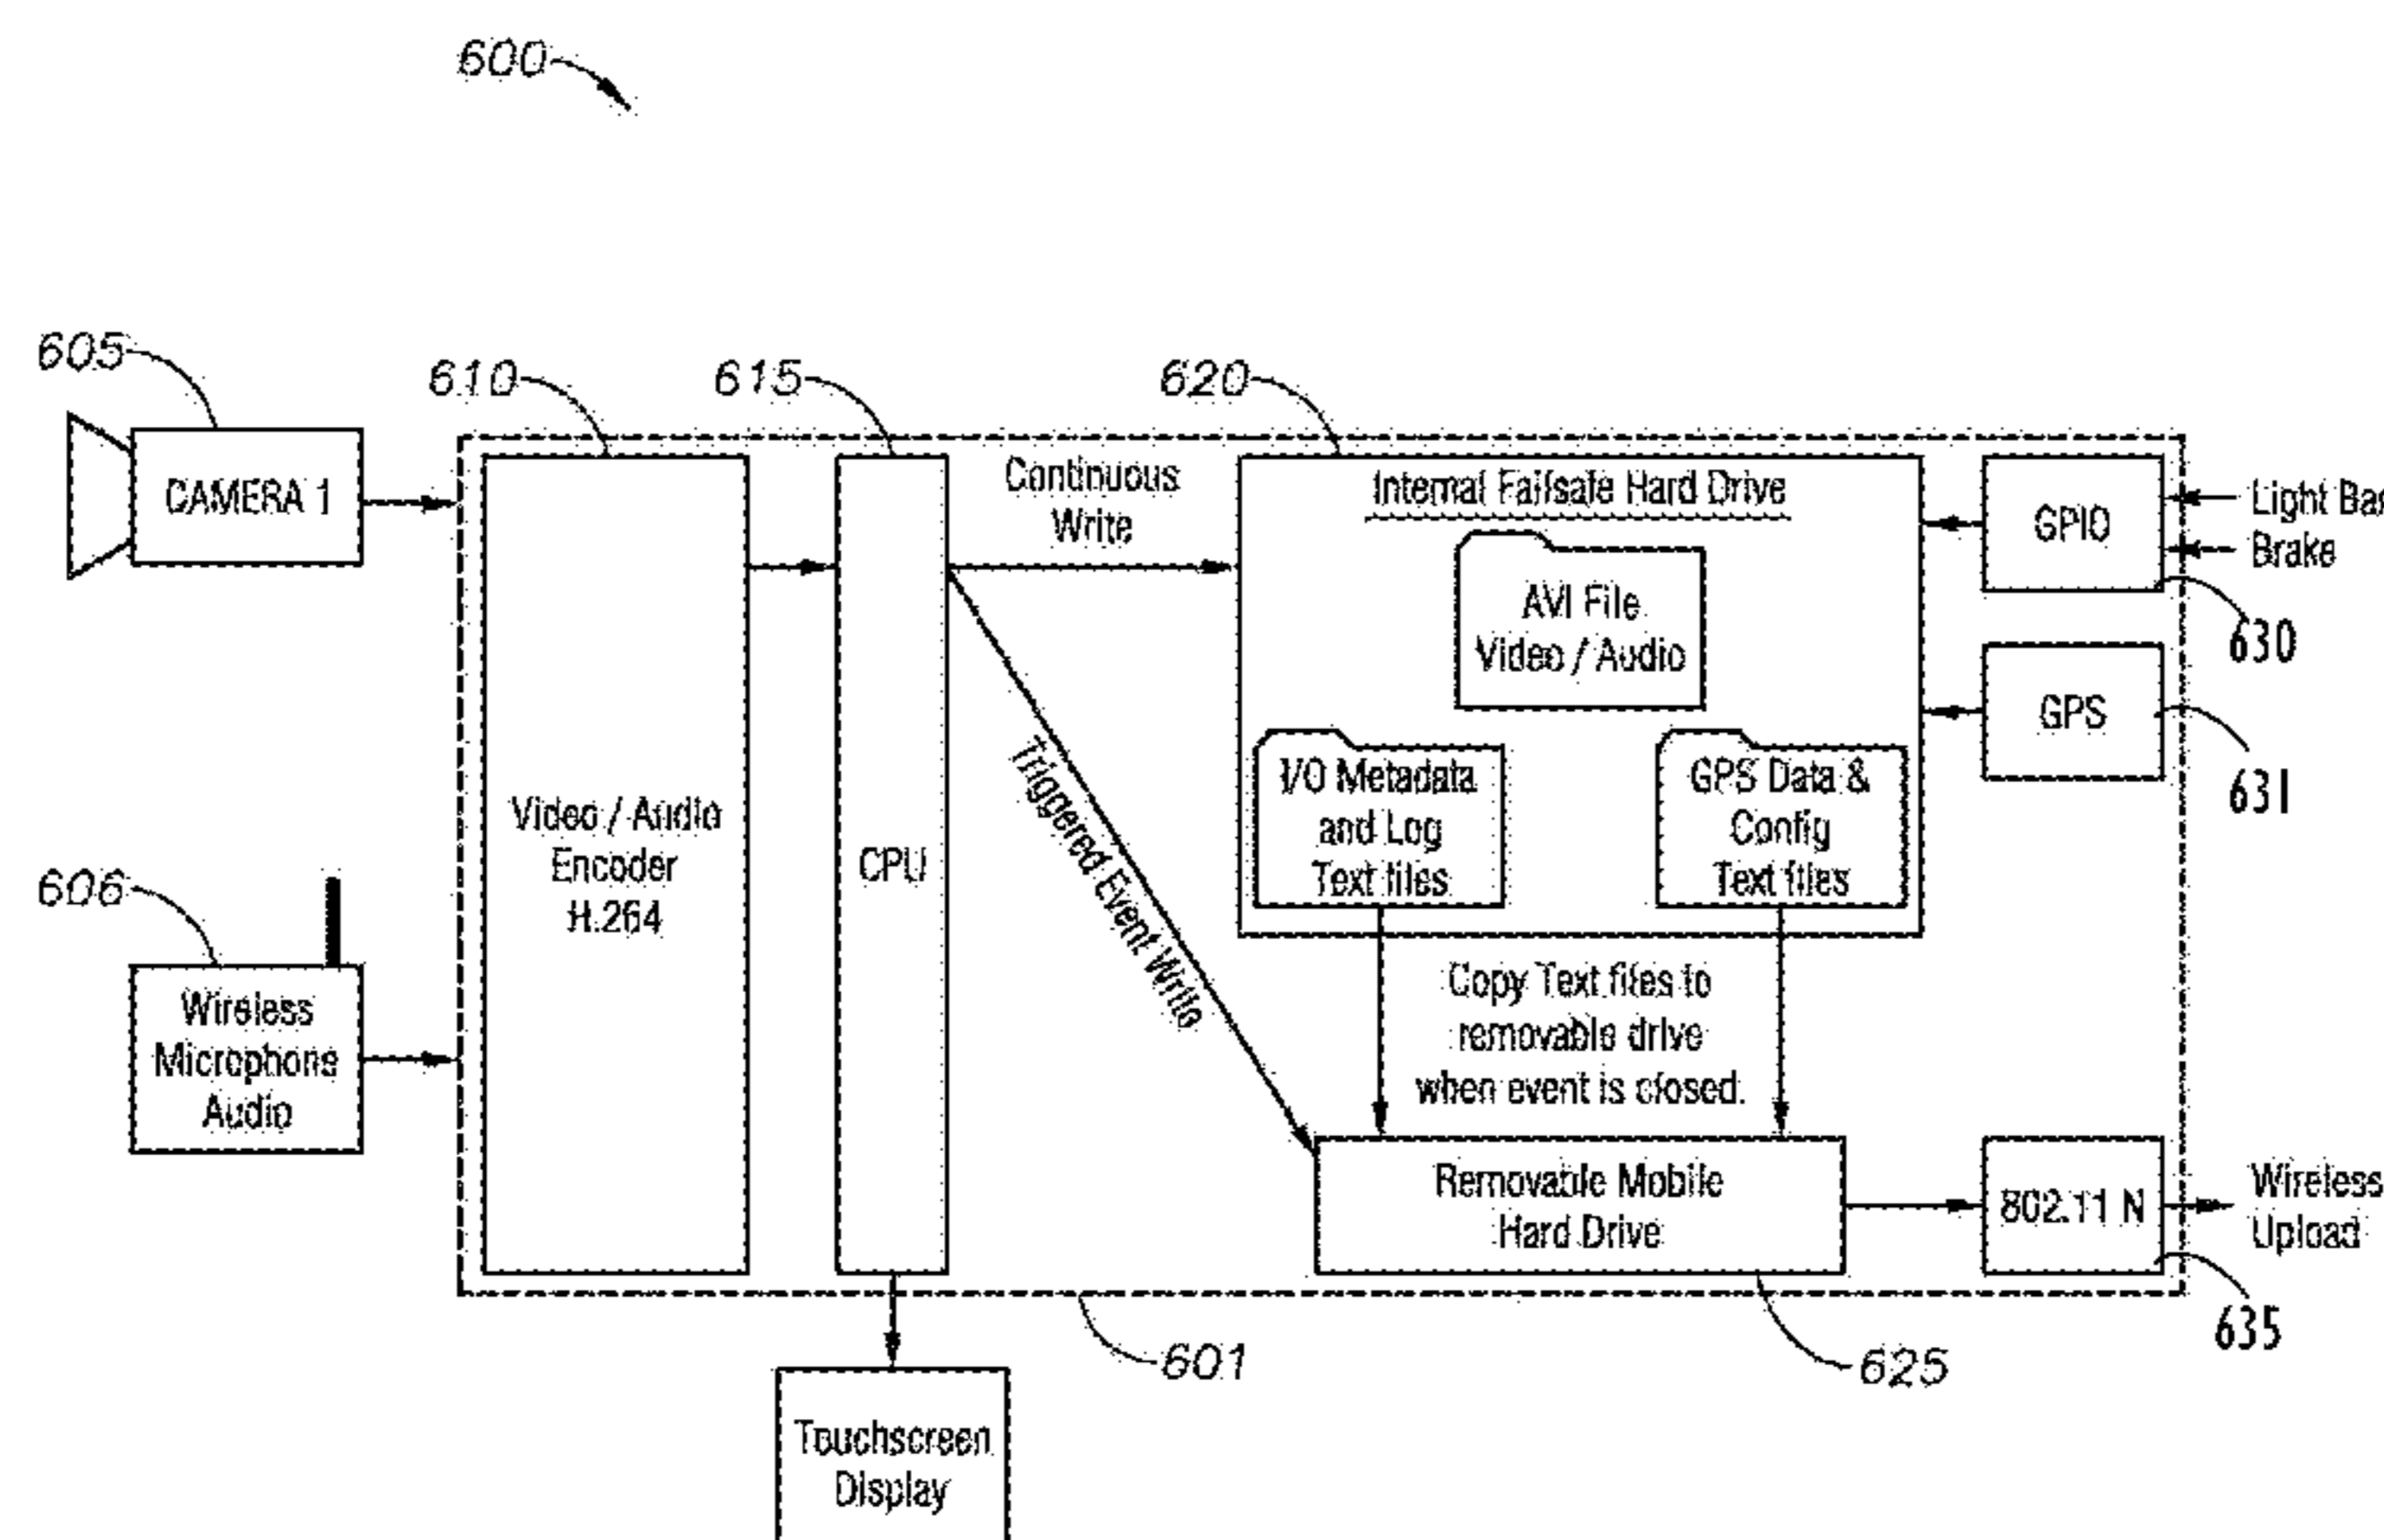 600
605
610
615
620
CAMERA 1
Continuous
Write
Internal Failsafe Hard Drive
AVI File
Video / Audio
I/O Metadata
and Log
Text files
GPS Data &
Config
Text files
GPIO
Light Bar
Brake
630
GPS
631
Video / Audio
Encoder
H.264
CPU
Triggered Event Write
606
Wireless
Microphone
Audio
Copy Text files to
removable drive
when event is closed.
Removable Mobile
Hard Drive
802.11 N
Wireless
Upload
635
601
625
Touchscreen
Display